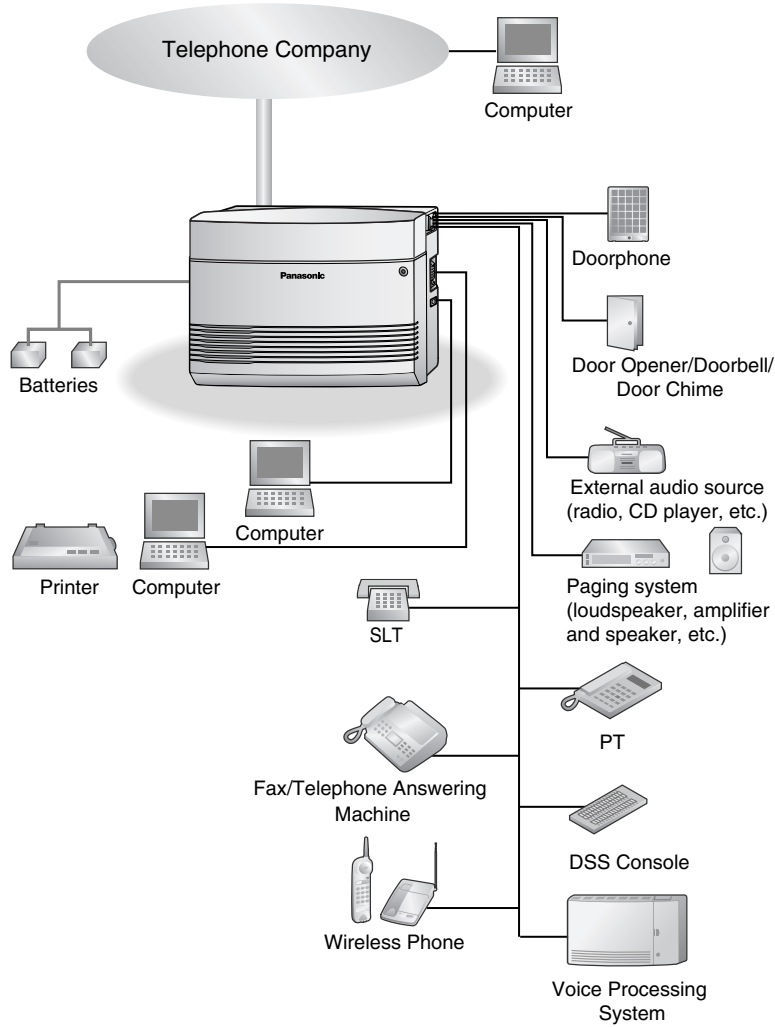 Telephone Company
Computer
Panasonic
Doorphone
Batteries
Door Opener/Doorbell/
Door Chime
External audio source
(radio, CD player, etc.)
Computer
Printer
Computer
Paging system
(loudspeaker, amplifier
and speaker, etc.)
SLT
PT
Fax/Telephone Answering
Machine
DSS Console
Wireless Phone
Voice Processing
System